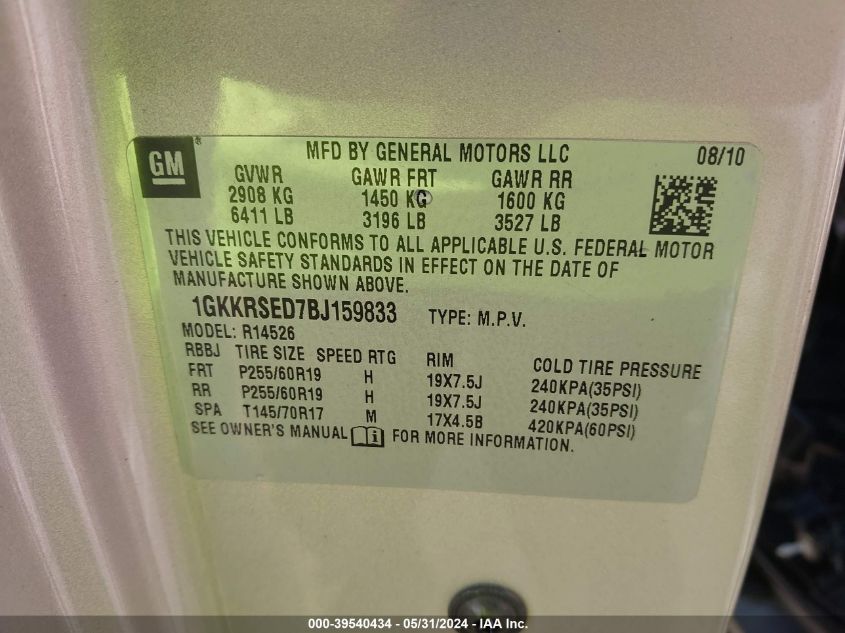 GM ® MFD BY GENERAL MOTORS LLC 08/10
GVWR GAWR FRT GAWR RR
2908 KG 1450 KG 1600 KG
6411 LB 3196 LB 3527 LB
THIS VEHICLE CONFORMS TO ALL APPLICABLE U.S. FEDERAL MOTOR
VEHICLE SAFETY STANDARDS IN EFFECT ON THE DATE OF
MANUFACTURE SHOWN ABOVE.
1GKKRSED7BJ159833 TYPE: M.P.V.
MODEL: R14526
RBBJ TIRE SIZE SPEED RTG RIM COLD TIRE PRESSURE
FRT P255/60R19 H 19X7.5J 240KPA(35PSI)
RR P255/60R19 H 19X7.5J 240KPA(35PSI)
SPA T145/70R17 M 17X4.5B 420KPA(60PSI)
SEE OWNER'S MANUAL i FOR MORE INFORMATION.
000-39540434 - 05/31/2024 - IAA Inc.